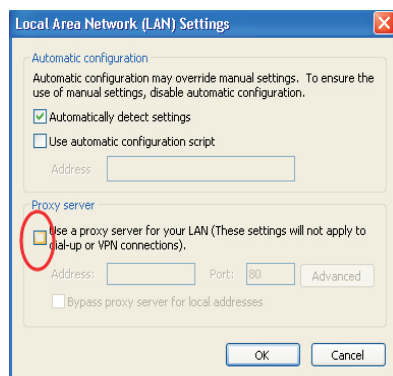 Local Area Network (LAN) Settings
Automatic configuration
Automatic configuration may override manual settings. To ensure the
use of manual settings, disable automatic configuration.
Automatically detect settings
Use automatic configuration script
Address
Proxy server
Use a proxy server for your LAN (These settings will not apply to
dial-up or VPN connections).
Address: Port: 80 Advanced
Bypass proxy server for local addresses
OK Cancel